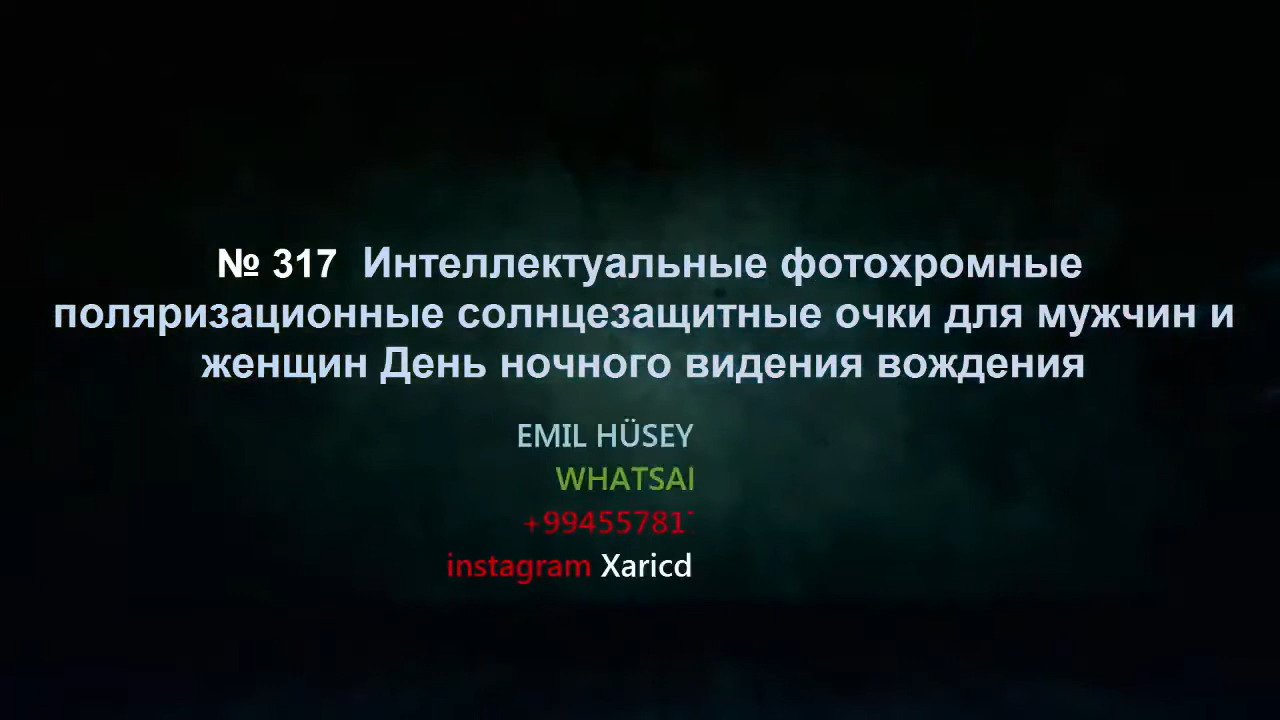 № 317 Интеллектуальные фотохромные
поляризационные солнцезащитные очки для мужчин и
женщин День ночного видения вождения
EMIL HÜSEY
WHATSA
+99455781
instagram Xaricd